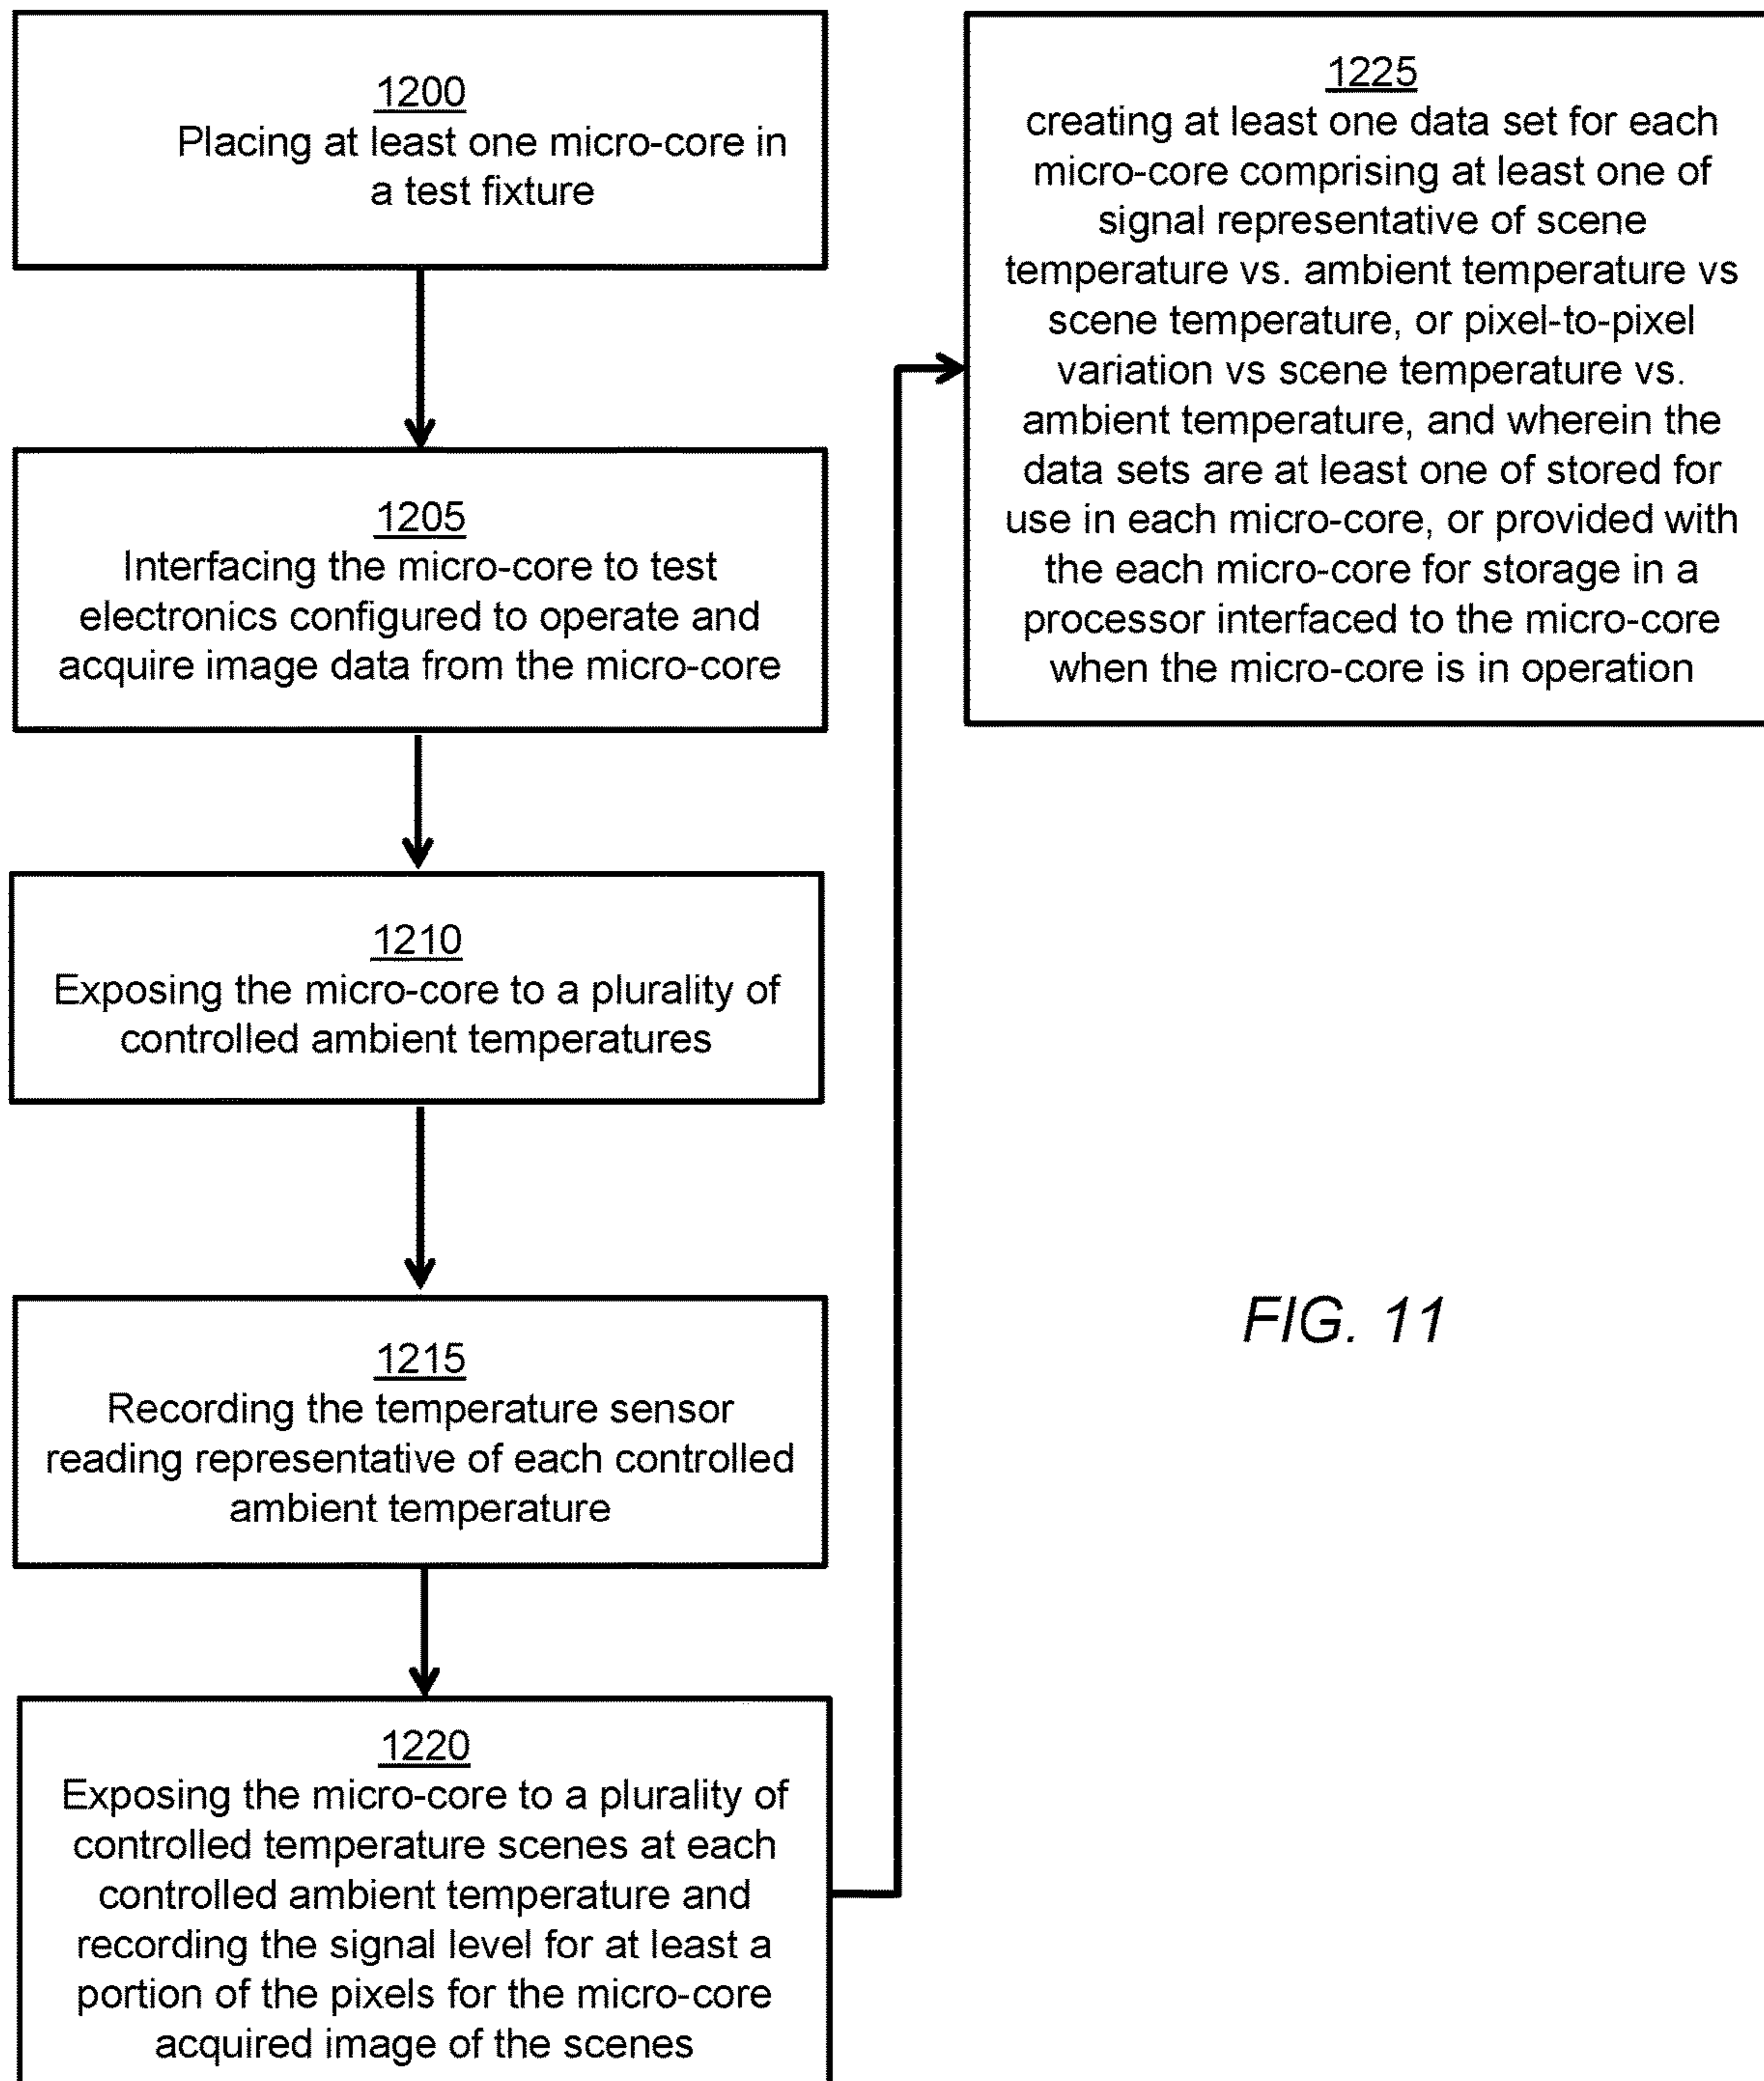 1200
Placing at least one micro-core in
a test fixture
1205
Interfacing the micro-core to test
electronics configured to operate and
acquire image data from the micro-core
1210
Exposing the micro-core to a plurality of
controlled ambient temperatures
1215
Recording the temperature sensor
reading representative of each controlled
ambient temperature
1220
Exposing the micro-core to a plurality of
controlled temperature scenes at each
controlled ambient temperature and
recording the signal level for at least a
portion of the pixels for the micro-core
acquired image of the scenes
1225
creating at least one data set for each
micro-core comprising at least one of
signal representative of scene
temperature vs. ambient temperature vs
scene temperature, or pixel-to-pixel
variation vs scene temperature vs.
ambient temperature, and wherein the
data sets are at least one of stored for
use in each micro-core, or provided with
the each micro-core for storage in a
processor interfaced to the micro-core
when the micro-core is in operation
FIG. 11